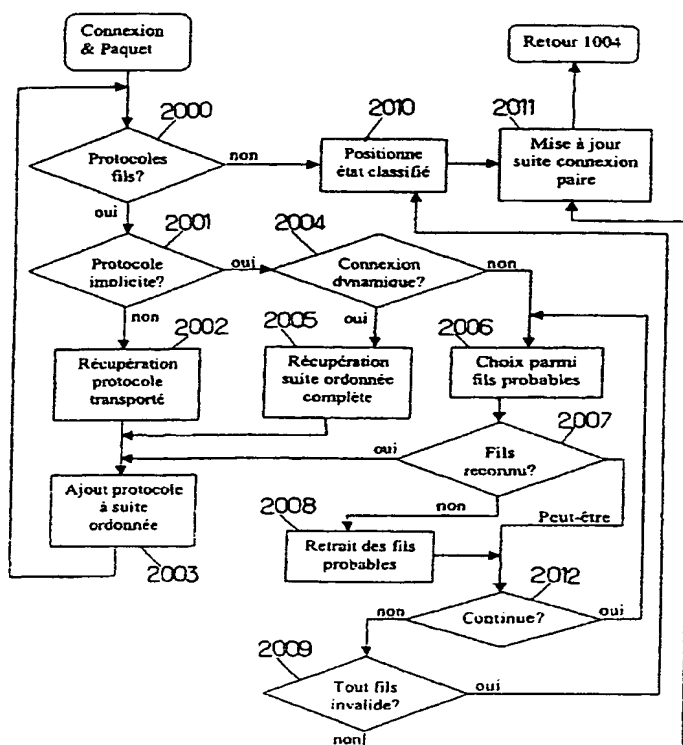 Connexion
& Paquet
Retour 1004
2000
2010
2011
Protocoles
fils?
non
Positionne
état classifié
Mise à jour
suite connexion
paire
oui
2001
2004
Protocole
implicite?
oui
Connexion
dynamique?
non
non
2002
2005
oui
2006
Récupération
protocole
transporté
Récupération
suite ordonnée
complète
Choix parmi
fils probables
2007
oui
Fils
reconnu?
Ajout protocole
à suite
ordonnée
non
2008
Peut-être
Retrait des fils
probables
2003
2012
non
Continue?
oui
2009
Tout fils
invalide?
oui
non